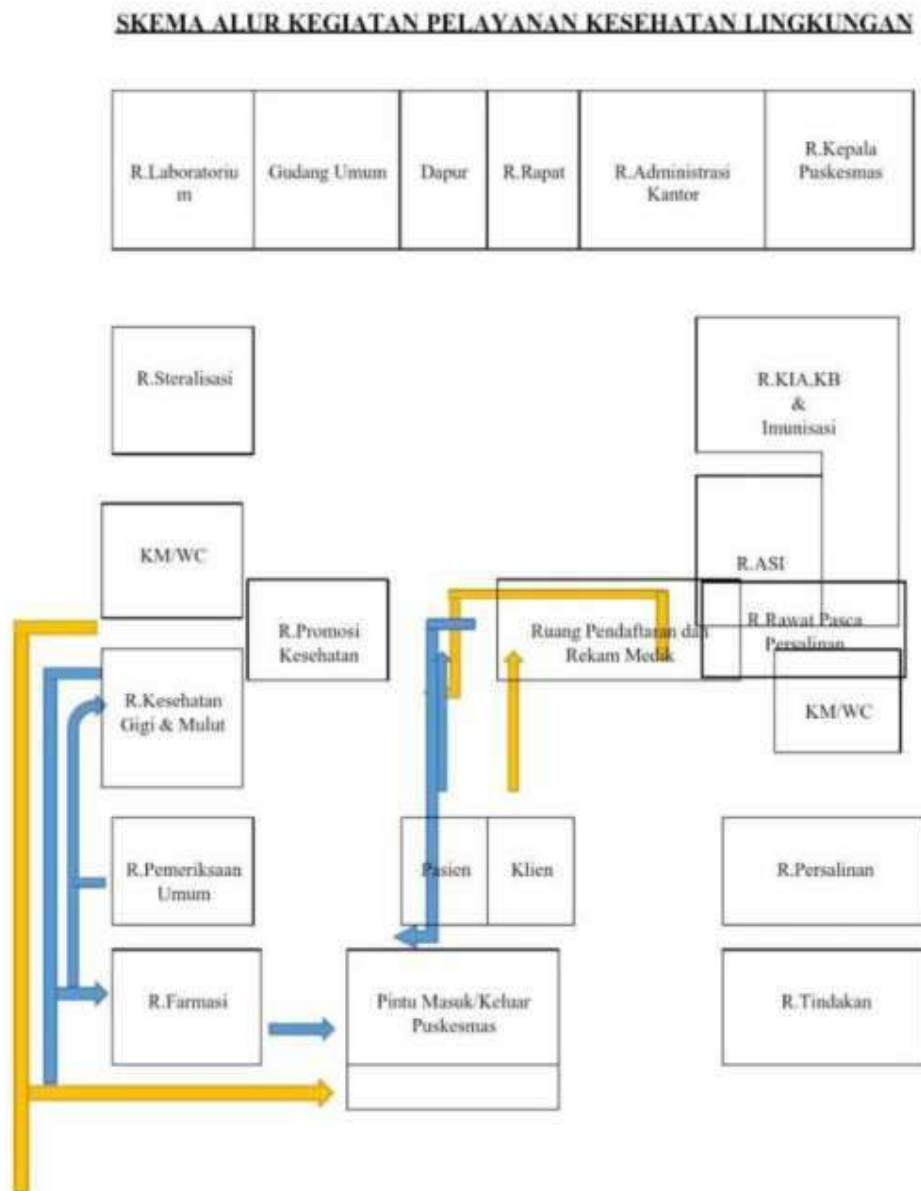 SKEMA ALUR KEGIATAN PELAYANAN KESEHATAN LINGKUNGAN
R.Laboratoriu
m
Gudang Umum
Dapur
R.Rapat
R.Administrasi
Kantor
R.Kepala
Puskesmas
R.Steralisasi
R.KIA.KB
&
Imunisasi
KM/WC
R.ASI
R.Promosi
Kesehatan
Ruang Pendaftaran dan
Rekam Medik
R.Rawat Pasca
Persalinan
R.Kesehatan
Gigi & Mulut
KM/WC
R.Pemeriksaan
Umum
Pasien
Klien
R.Persalinan
R.Farmasi
Pintu Masuk/Keluar
Puskesmas
R.Tindakan